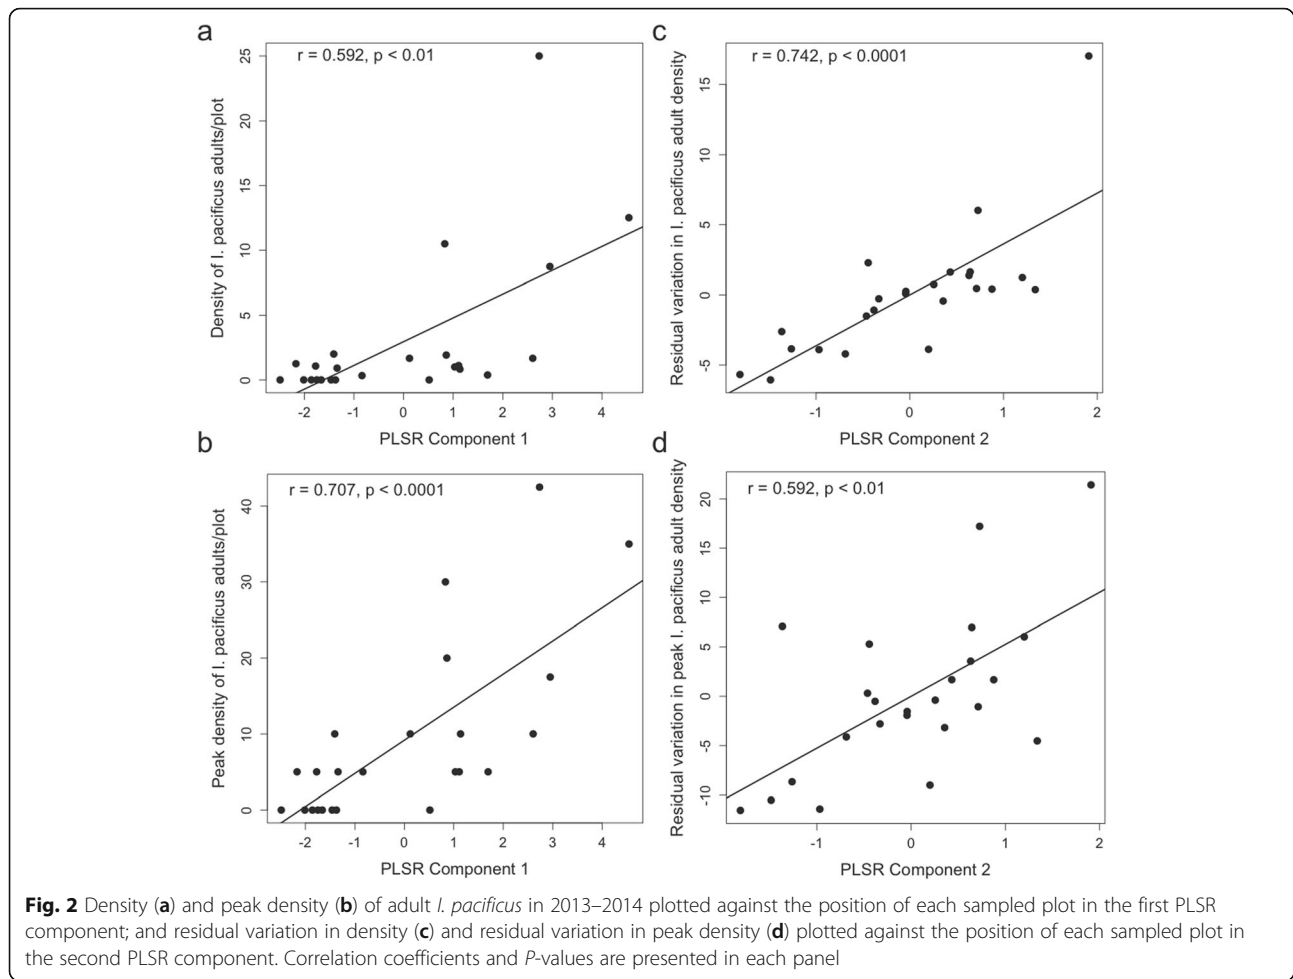 a
r = 0.592, p < 0.01
Density of I. pacificus adults/plot
25
20
15
10
5
0
-2 -1 0 1 2 3 4
PLSR Component 1
c
r = 0.742, p < 0.0001
Residual variation in I. pacificus adult density
15
10
5
0
-5
-1 0 1 2
PLSR Component 2
b
r = 0.707, p < 0.0001
Peak density of I. pacificus adults/plot
40
30
20
10
0
-2 -1 0 1 2 3 4
PLSR Component 1
d
r = 0.592, p < 0.01
Residual variation in peak I. pacificus adult density
20
15
10
5
0
-5
-10
-1 0 1 2
PLSR Component 2
Fig. 2 Density (a) and peak density (b) of adult I. pacificus in 2013–2014 plotted against the position of each sampled plot in the first PLSR
component; and residual variation in density (c) and residual variation in peak density (d) plotted against the position of each sampled plot in
the second PLSR component. Correlation coefficients and P-values are presented in each panel